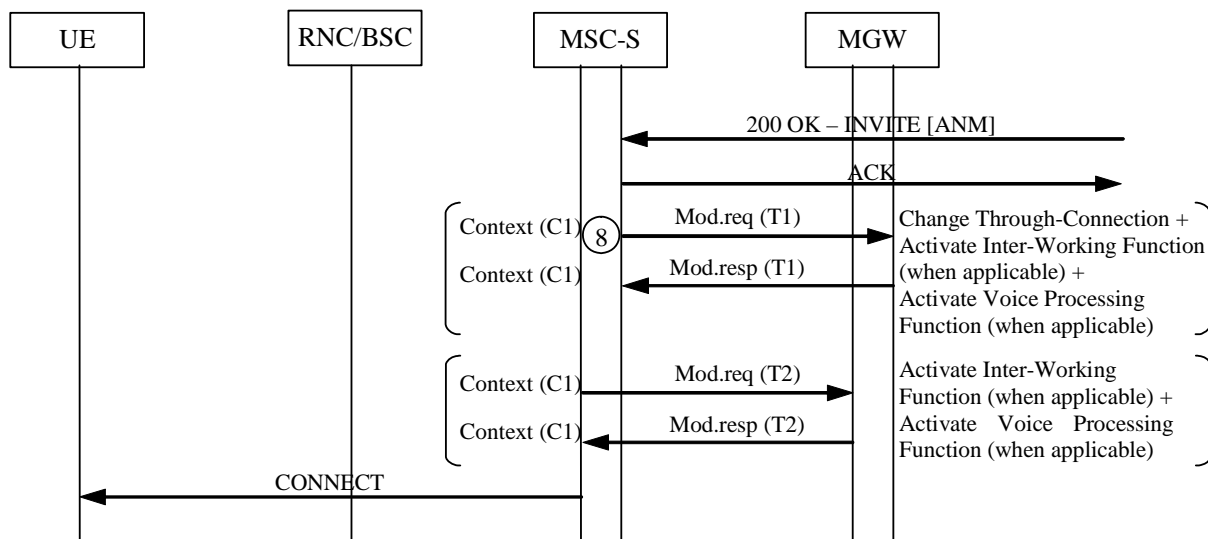 UE
RNC/BSC
MSC-S
MGW
200 OK – INVITE [ANM]
ACK
Context (C1)
8
Mod.req (T1)
Change Through-Connection +
Activate Inter-Working Function
(when applicable) +
Activate Voice Processing
Function (when applicable)
Context (C1)
Mod.resp (T1)
Context (C1)
Mod.req (T2)
Activate Inter-Working
Function (when applicable) +
Activate Voice Processing
Function (when applicable)
Context (C1)
Mod.resp (T2)
CONNECT